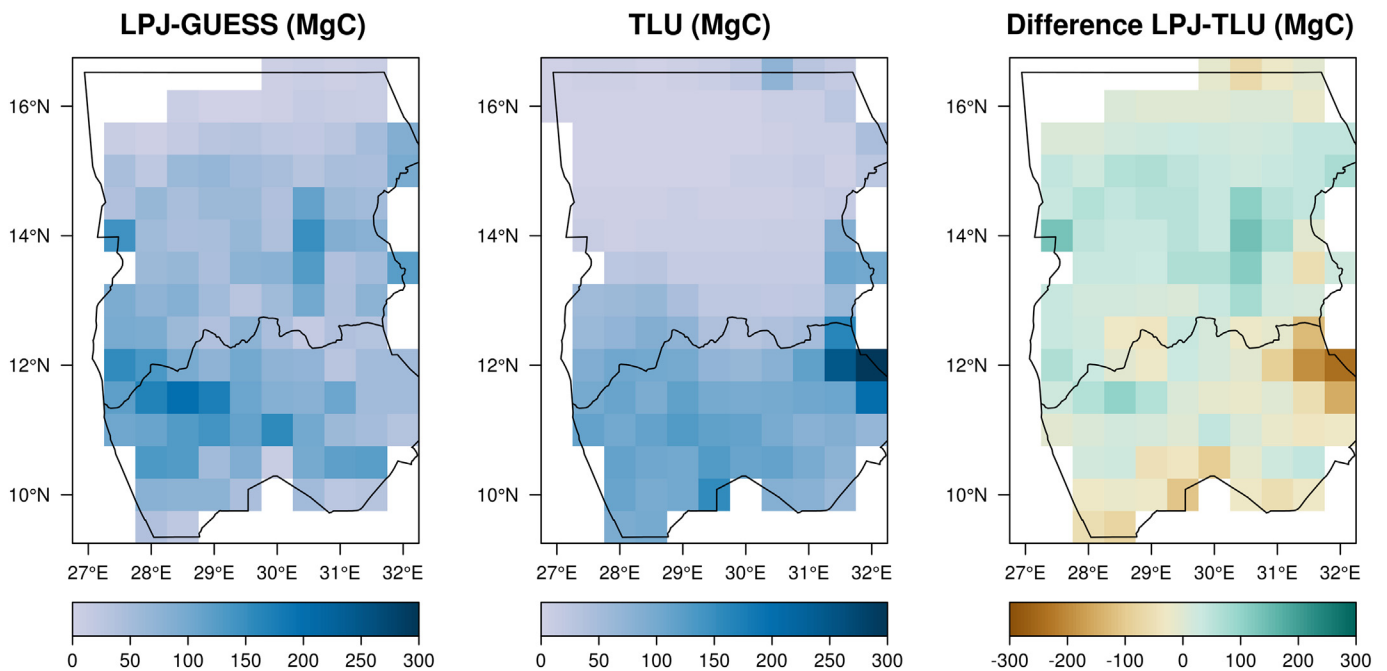 LPJ-GUESS (MgC) TLU (MgC) Difference LPJ-TLU (MgC)
16°N 16°N 16°N
14°N 14°N 14°N
12°N 12°N 12°N
10°N 10°N 10°N
27°E 28°E 29°E 30°E 31°E 32°E 27°E 28°E 29°E 30°E 31°E 32°E 27°E 28°E 29°E 30°E 31°E 32°E
0 50 100 150 200 250 300 0 50 100 150 200 250 300 -300 -200 -100 0 100 200 300